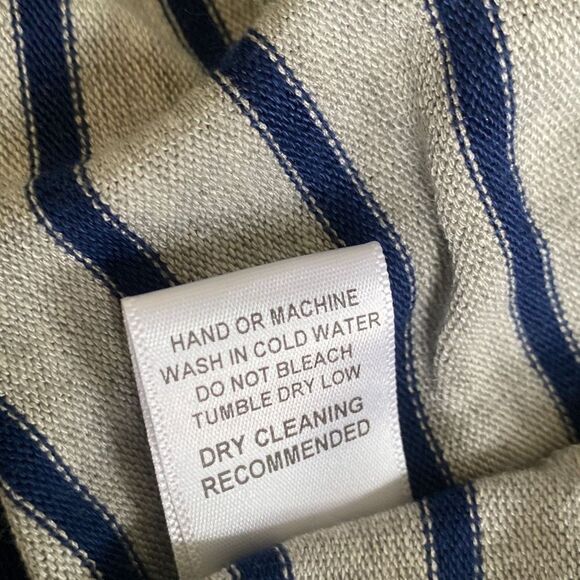 HAND OR MACHINE
WASH IN COLD WATER
DO NOT BLEACH
TUMBLE DRY LOW
DRY CLEANING
RECOMMENDED